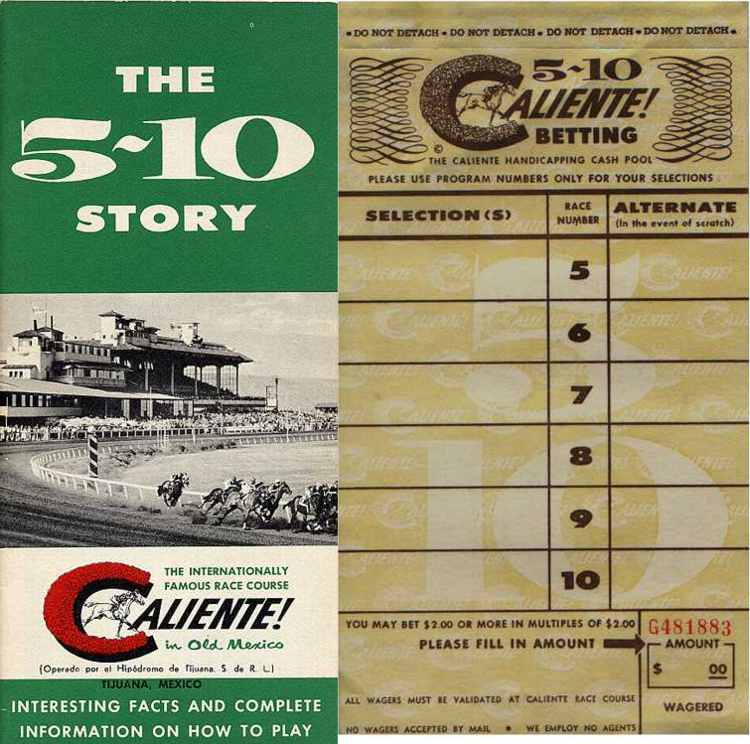 THE
5-10
STORY
THE INTERNATIONALLY
FAMOUS RACE COURSE
CALIENTE!
in Old Mexico
(Operado por el Hipódromo de Tijuana, S. de R. L.)
TIJUANA, MEXICO
INTERESTING FACTS AND COMPLETE
INFORMATION ON HOW TO PLAY
• DO NOT DETACH • DO NOT DETACH • DO NOT DETACH • DO NOT DETACH •
5-10
CALIENTE!
BETTING
©
THE CALIENTE HANDICAPPING CASH POOL
PLEASE USE PROGRAM NUMBERS ONLY FOR YOUR SELECTIONS
SELECTION(S) RACE NUMBER ALTERNATE (In the event of scratch)
5
6
7
8
9
10
YOU MAY BET $2.00 OR MORE IN MULTIPLES OF $2.00
G481883
PLEASE FILL IN AMOUNT AMOUNT
$ 00
ALL WAGERS MUST BE VALIDATED AT CALIENTE RACE COURSE WAGERED
NO WAGERS ACCEPTED BY MAIL • WE EMPLOY NO AGENTS